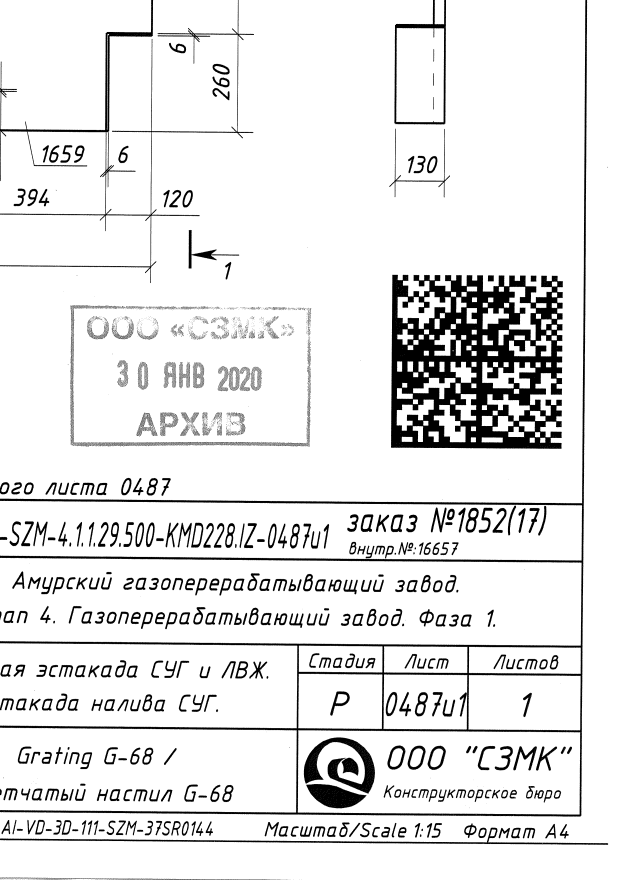 6
260
1659
6
130
394
120
1
ООО «СЗМК»
30 ЯНВ 2020
АРХИВ
ого листа 0487
-SZM-4.1.1.29.500-KMD228.IZ-0487и1
заказ №1852(17)
внутр.№:16657
Амурский газоперерабатывающий завод.
ап 4. Газоперерабатывающий завод. Фаза 1.
ая эстакада СУГ и ЛВЖ.
такада налива СУГ.
Стадия Лист Листов
Р 0487и1 1
Grating G-68 /
етчатый настил G-68
ООО "СЗМК"
Конструкторское бюро
AI-VD-3D-111-SZM-37SR0144 Масштаб/Scale 1:15 Формат А4